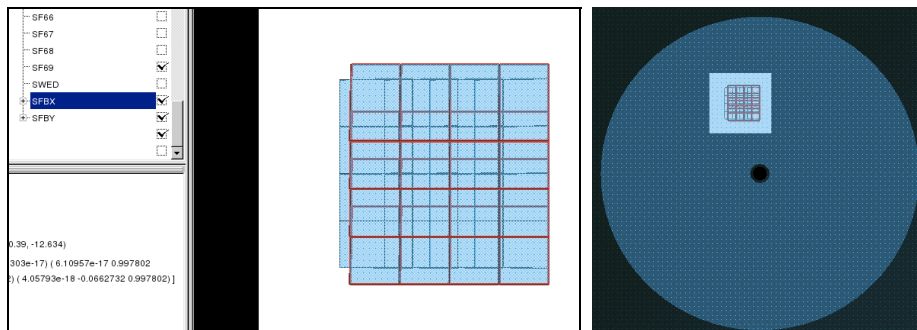 SF66
SF67
SF68
SF69
SWED
SFBX
SFBY
0.39, -12.634)
303e-17) ( 6.10957e-17 0.997802
2) ( 4.05793e-18 -0.0662732 0.997802) ]